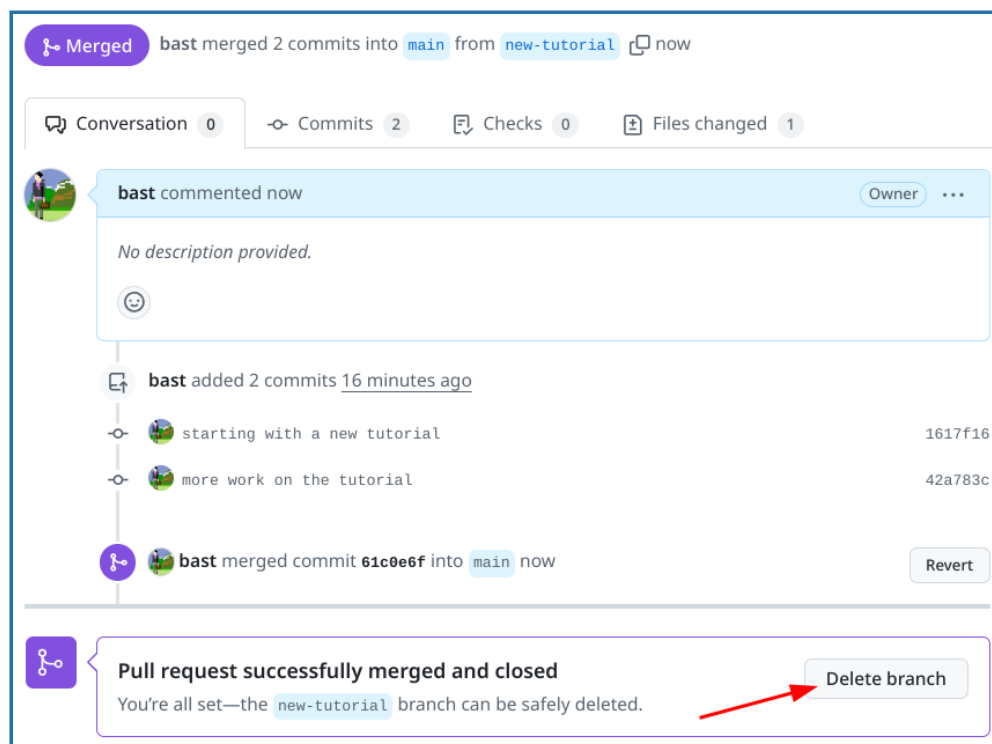 Merged bast merged 2 commits into main from new-tutorial now
Conversation 0 Commits 2 Checks 0 Files changed 1
bast commented now Owner ...
No description provided.
bast added 2 commits 16 minutes ago
starting with a new tutorial 1617f16
more work on the tutorial 42a783c
bast merged commit 61c0e6f into main now Revert
Pull request successfully merged and closed
Delete branch
You’re all set—the new-tutorial branch can be safely deleted.